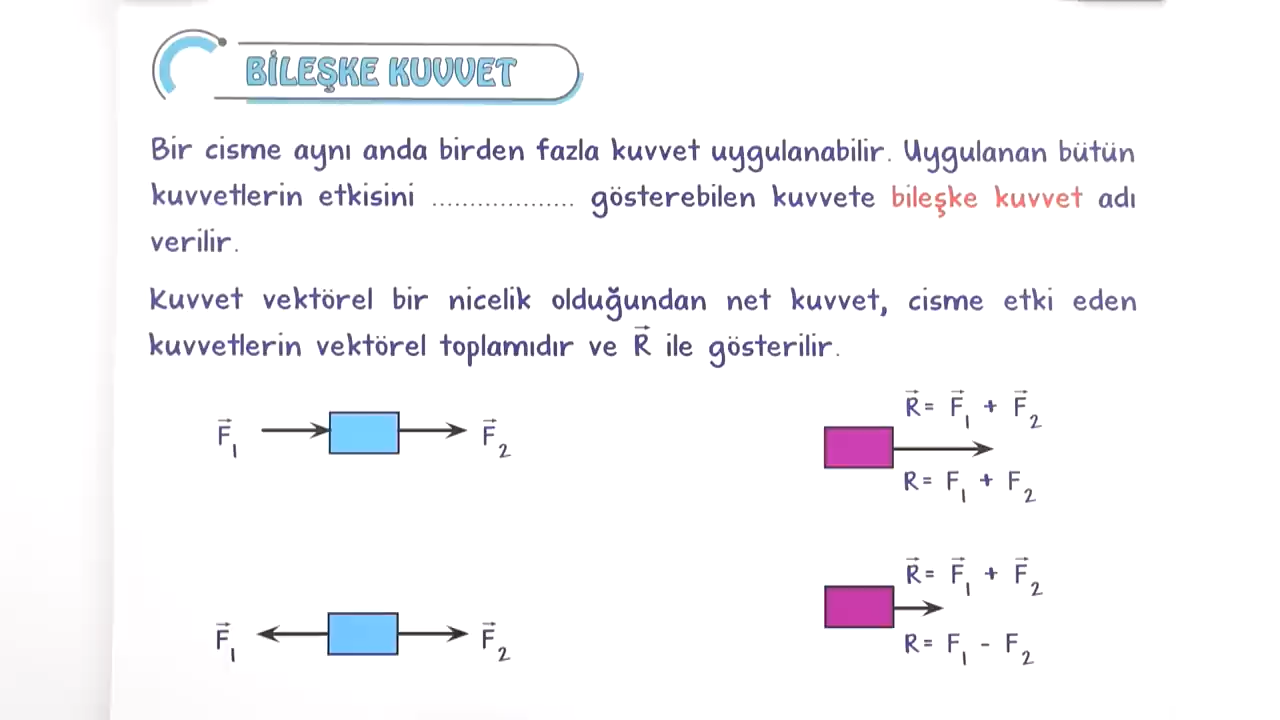 BİLEŞKE KUVVET
Bir cisme aynı anda birden fazla kuvvet uygulanabilir. Uygulanan bütün
kuvvetlerin etkisini ................... gösterebilen kuvvete bileşke kuvvet adı
verilir.
Kuvvet vektörel bir nicelik olduğundan net kuvvet, cisme etki eden
kuvvetlerin vektörel toplamıdır ve R⃗ ile gösterilir.
F⃗₁ F⃗₂
R⃗= F⃗₁ + F⃗₂
R= F₁ + F₂
F⃗₁ F⃗₂
R⃗= F⃗₁ + F⃗₂
R= F₁ - F₂